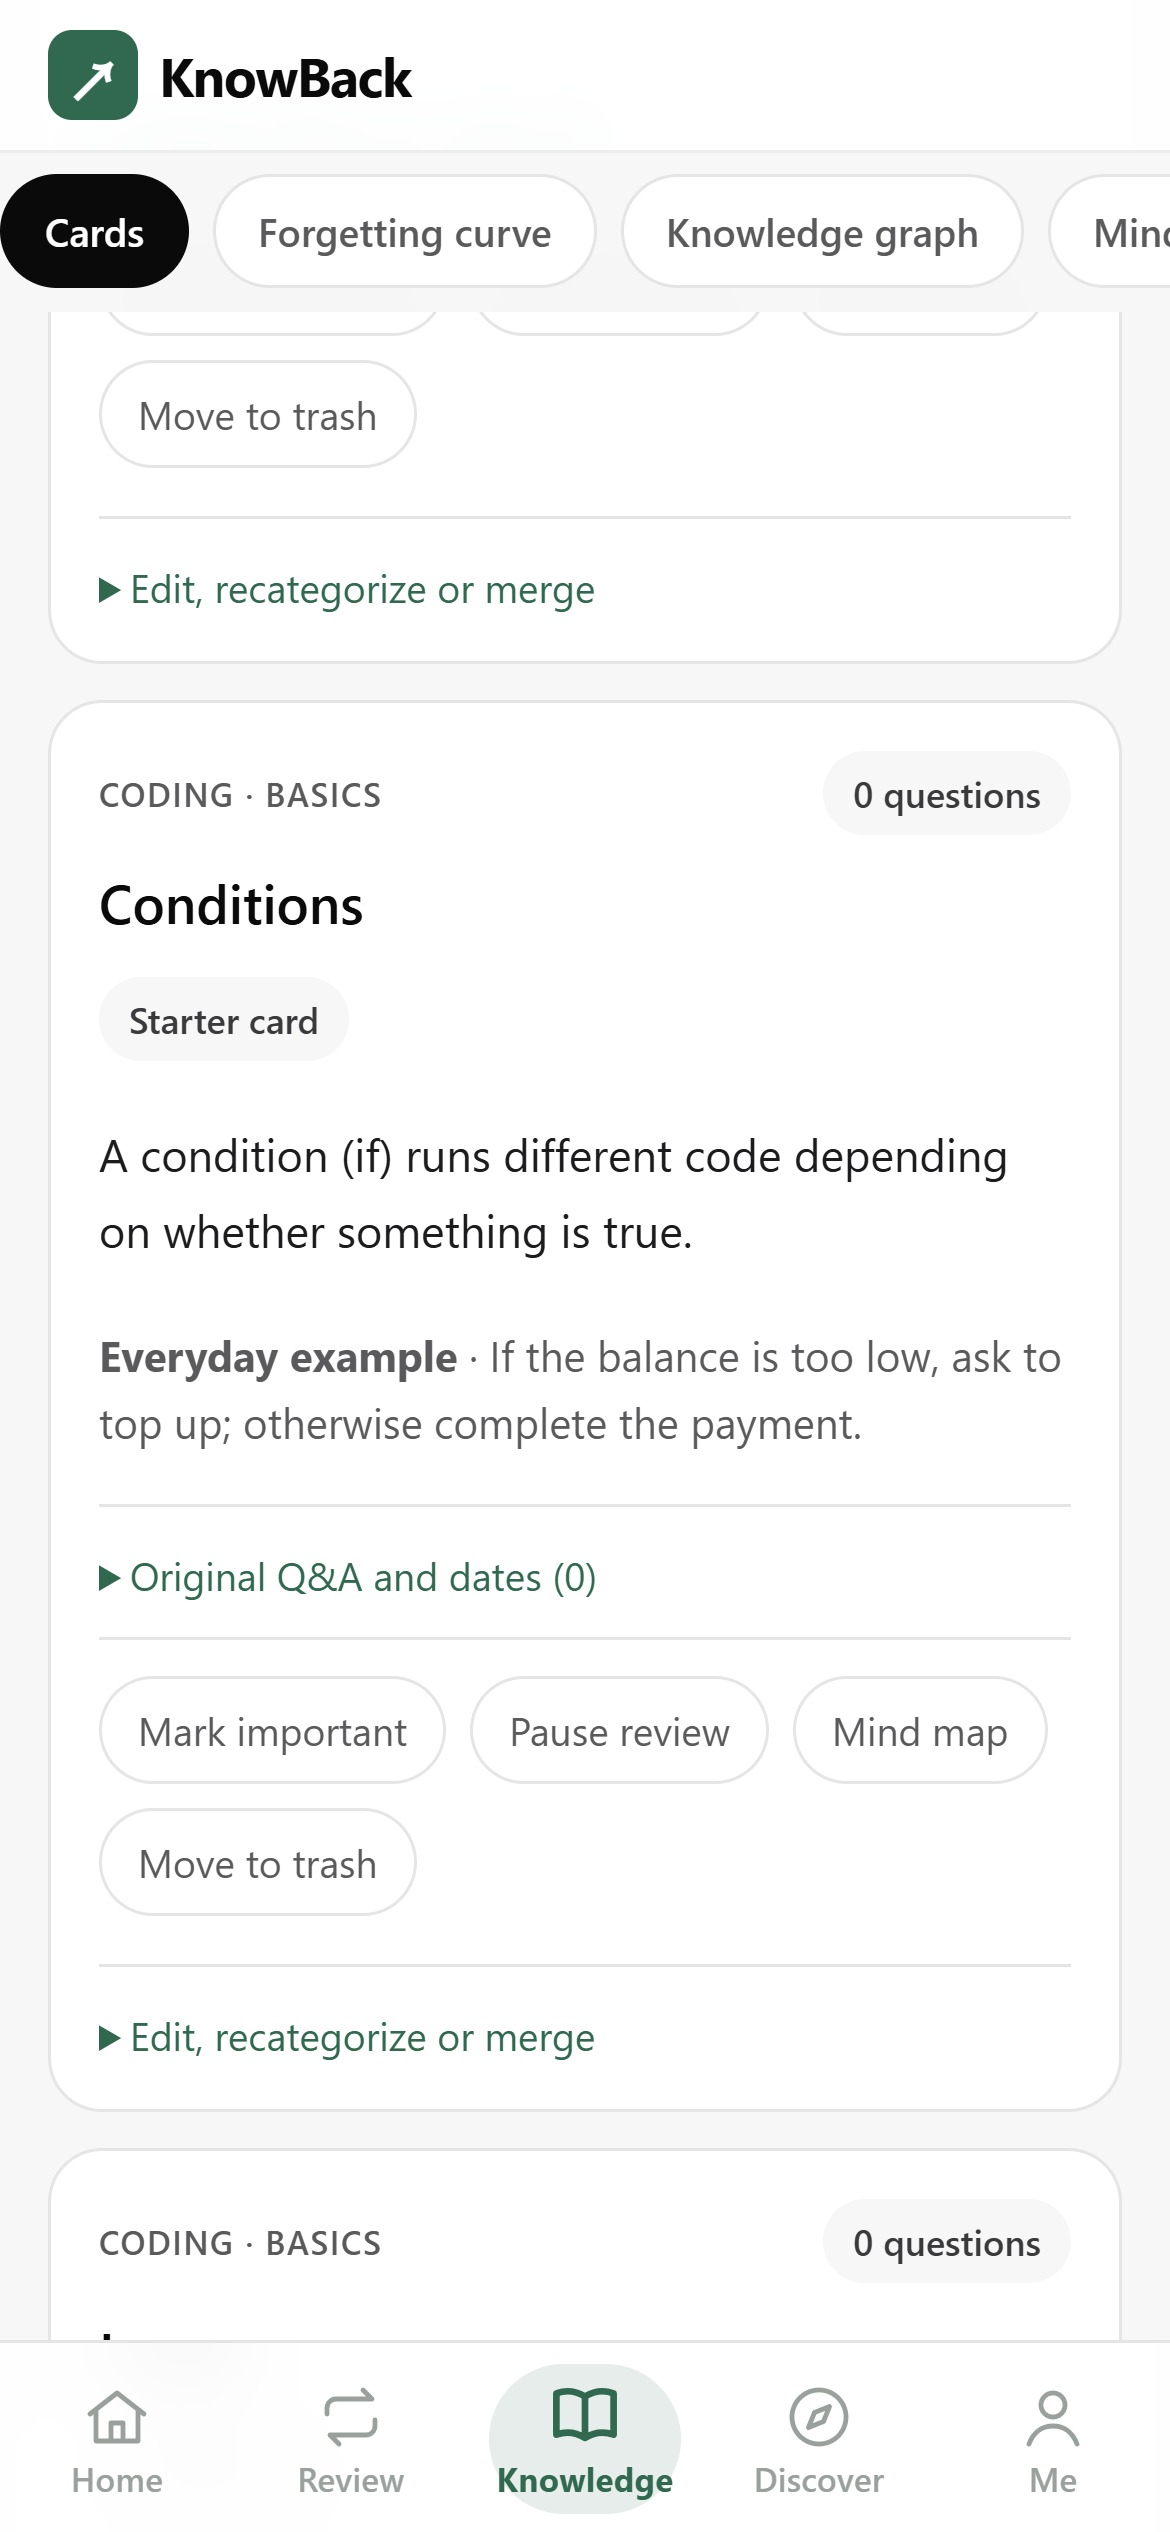 KnowBack
Cards
Forgetting curve
Knowledge graph
Move to trash
Edit, recategorize or merge
CODING · BASICS
0 questions
Conditions
Starter card
A condition (if) runs different code depending
on whether something is true.
Everyday example · If the balance is too low, ask to
top up; otherwise complete the payment.
Original Q&A and dates (0)
Mark important
Pause review
Mind map
Move to trash
Edit, recategorize or merge
CODING · BASICS
0 questions
Home
Review
Knowledge
Discover
Me